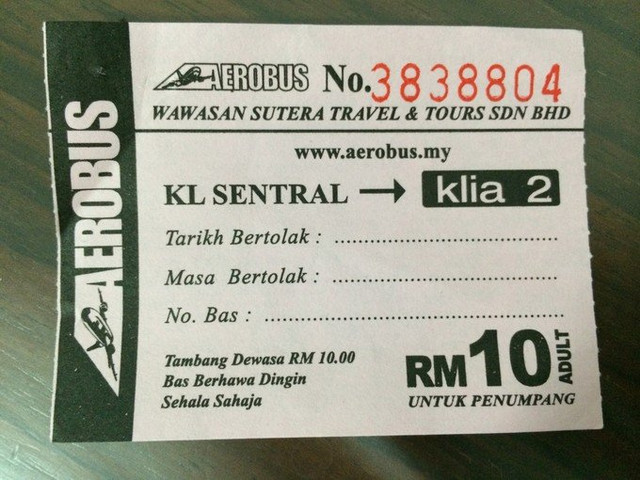 AEROBUS
AEROBUS No.3838804
WAWASAN SUTERA TRAVEL & TOURS SDN BHD
www.aerobus.my
KL SENTRAL → klia 2
Tarikh Bertolak : ......................................
Masa Bertolak : ......................................
No. Bas : ..................................................
Tambang Dewasa RM 10.00
Bas Berhawa Dingin
Sehala Sahaja
RM10 ADULT
UNTUK PENUMPANG